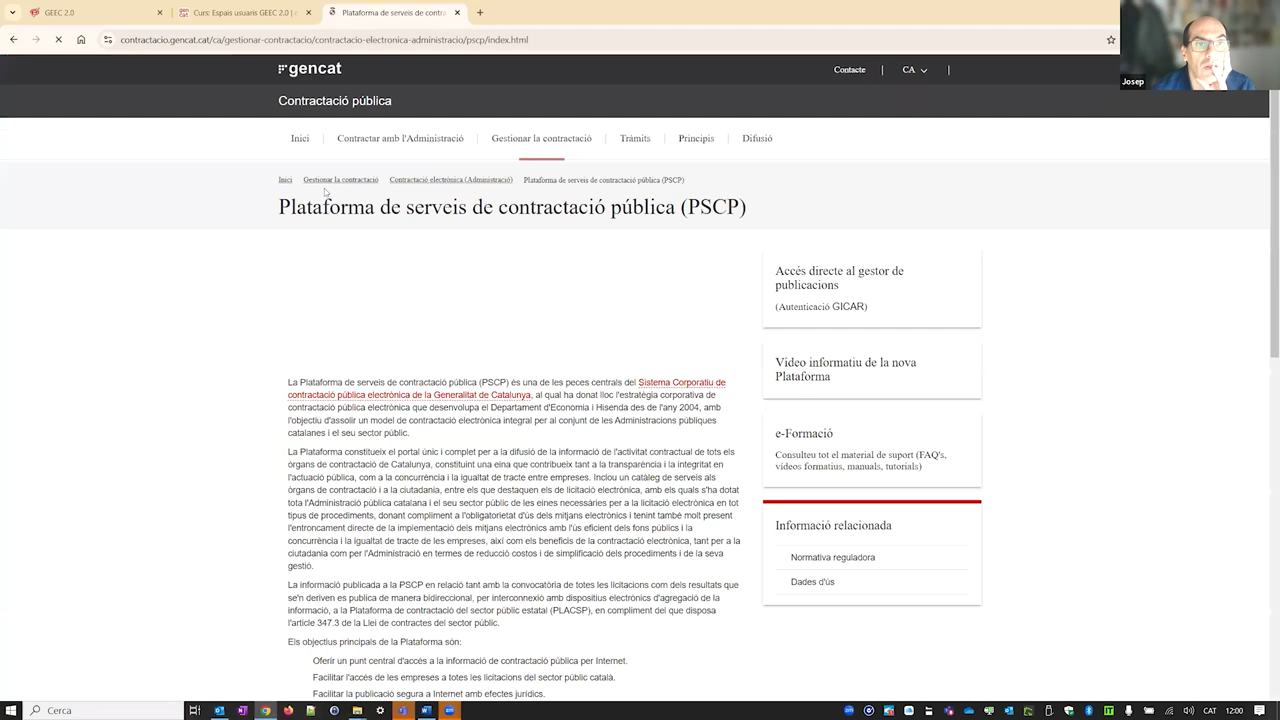 GEEC 2.0
Curs: Espais usuaris GEEC 2.0 | e
Plataforma de serveis de contra
contractacio.gencat.cat/ca/gestionar-contractacio/contractacio-electronica-administracio/pscp/index.html
Josep
gencat
Contacte
CA
Contractació pública
Inici
Contractar amb l'Administració
Gestionar la contractació
Tràmits
Principis
Difusió
Inici
Gestionar la contractació
Contractació electrònica (Administració)
Plataforma de serveis de contractació pública (PSCP)
Plataforma de serveis de contractació pública (PSCP)
La Plataforma de serveis de contractació pública (PSCP) és una de les peces centrals del Sistema Corporatiu de
contractació pública electrònica de la Generalitat de Catalunya, al qual ha donat lloc l'estratègia corporativa de
contractació pública electrònica que desenvolupa el Departament d'Economia i Hisenda des de l'any 2004, amb
l'objectiu d'assolir un model de contractació electrònica integral per al conjunt de les Administracions públiques
catalanes i el seu sector públic.
La Plataforma constitueix el portal únic i complet per a la difusió de la informació de l'activitat contractual de tots els
òrgans de contractació de Catalunya, constituint una eina que contribueix tant a la transparència i la integritat en
l'actuació pública, com a la concurrència i la igualtat de tracte entre empreses. Inclou un catàleg de serveis als
òrgans de contractació i a la ciutadania, entre els que destaquen els de licitació electrònica, amb els quals s'ha dotat
tota l'Administració pública catalana i el seu sector públic de les eines necessàries per a la licitació electrònica en tot
tipus de procediments, donant compliment a l'obligatorietat d'ús dels mitjans electrònics i tenint també molt present
l'entroncament directe de la implementació dels mitjans electrònics amb l'ús eficient dels fons públics i la
concurrència i la igualtat de tracte de les empreses, així com els beneficis de la contractació electrònica, tant per a la
ciutadania com per a l'Administració en termes de reducció costos i de simplificació dels procediments i de la seva
gestió.
La informació publicada a la PSCP en relació tant amb la convocatòria de totes les licitacions com dels resultats que
se'n deriven es publica de manera bidireccional, per interconnexió amb dispositius electrònics d'agregació de la
informació, a la Plataforma de contractació del sector públic estatal (PLACSP), en compliment del que disposa
l'article 347.3 de la Llei de contractes del sector públic.
Els objectius principals de la Plataforma són:
Oferir un punt central d'accés a la informació de contractació pública per Internet.
Facilitar l'accés de les empreses a totes les licitacions del sector públic català.
Facilitar la publicació segura a Internet amb efectes jurídics.
Accés directe al gestor de
publicacions
(Autenticació GICAR)
Vídeo informatiu de la nova
Plataforma
e-Formació
Consulteu tot el material de suport (FAQ's,
vídeos formatius, manuals, tutorials)
Informació relacionada
Normativa reguladora
Dades d'ús
Cerca
CAT
12:00